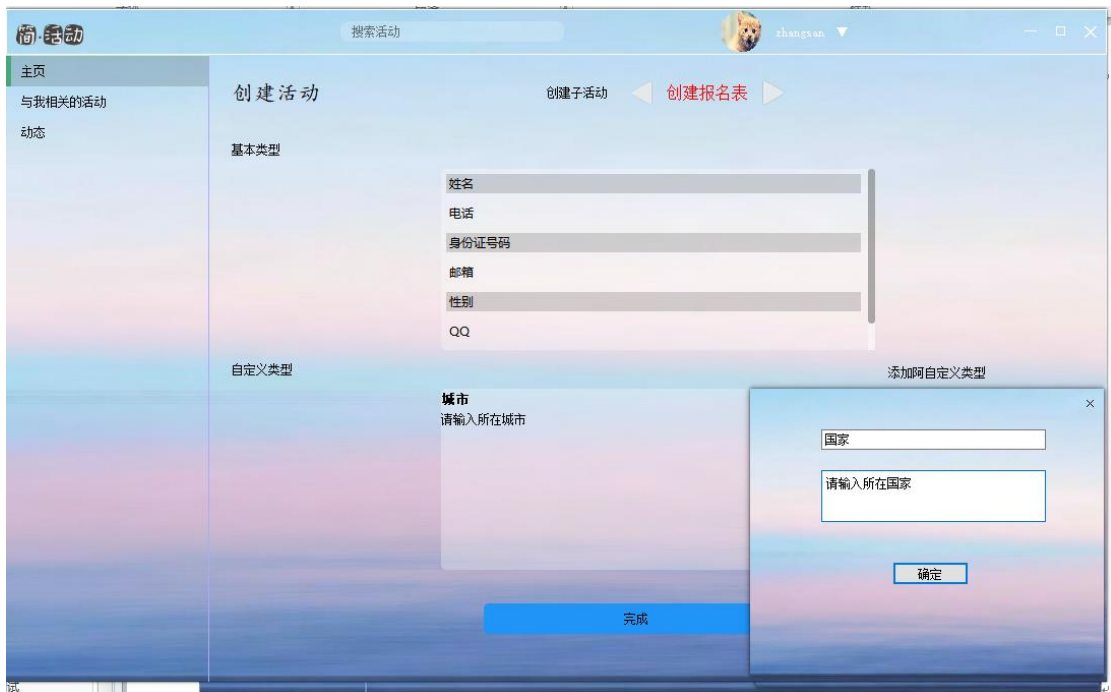 简·活动
搜索活动
zhangsan
主页
与我相关的活动
动态
创建活动
创建子活动
创建报名表
基本类型
姓名
电话
身份证号码
邮箱
性别
QQ
自定义类型
添加阿自定义类型
城市
请输入所在城市
国家
请输入所在国家
确定
完成
试